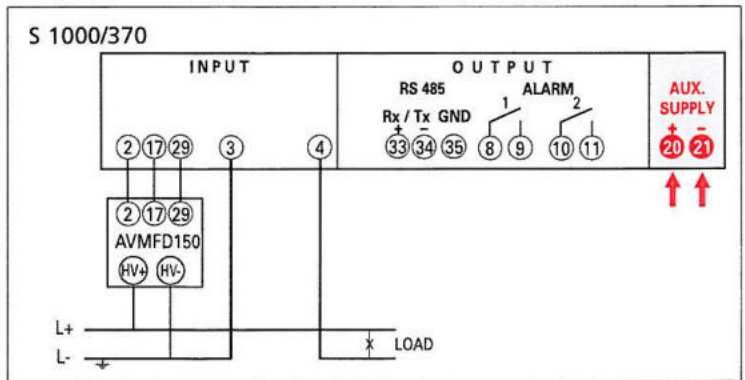 S 1000/370
INPUT
OUTPUT
RS 485 ALARM
AUX.
SUPPLY
1 2
Rx / Tx GND
+ − + −
2 17 29 3 4 33 34 35 8 9 10 11 20 21
2 17 29
AVMFD150
HV+ HV-
L+
LOAD
L-